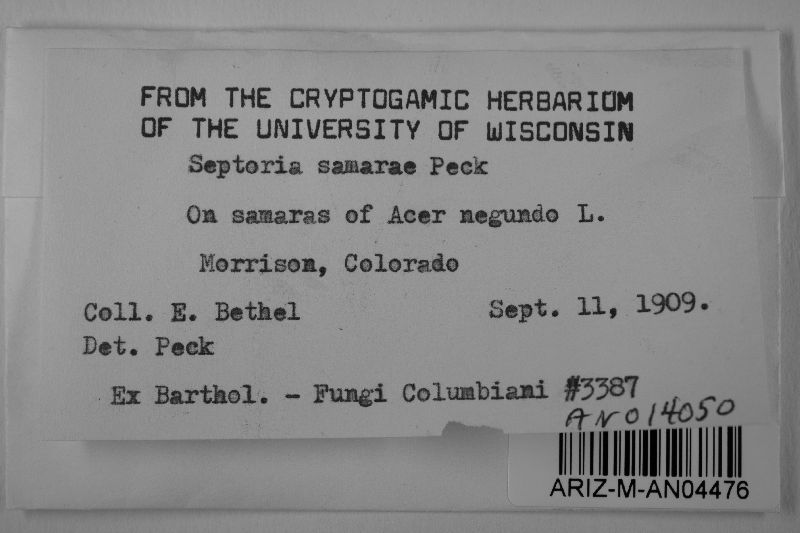 FROM THE CRYPTOGAMIC HERBARIUM
OF THE UNIVERSITY OF WISCONSIN
Septoria samarae Peck
On samaras of Acer negundo L.
Morrison, Colorado
Coll. E. Bethel Sept. 11, 1909.
Det. Peck
Ex Barthol. - Fungi Columbiani #3387
AN014050
ARIZ-M-AN04476